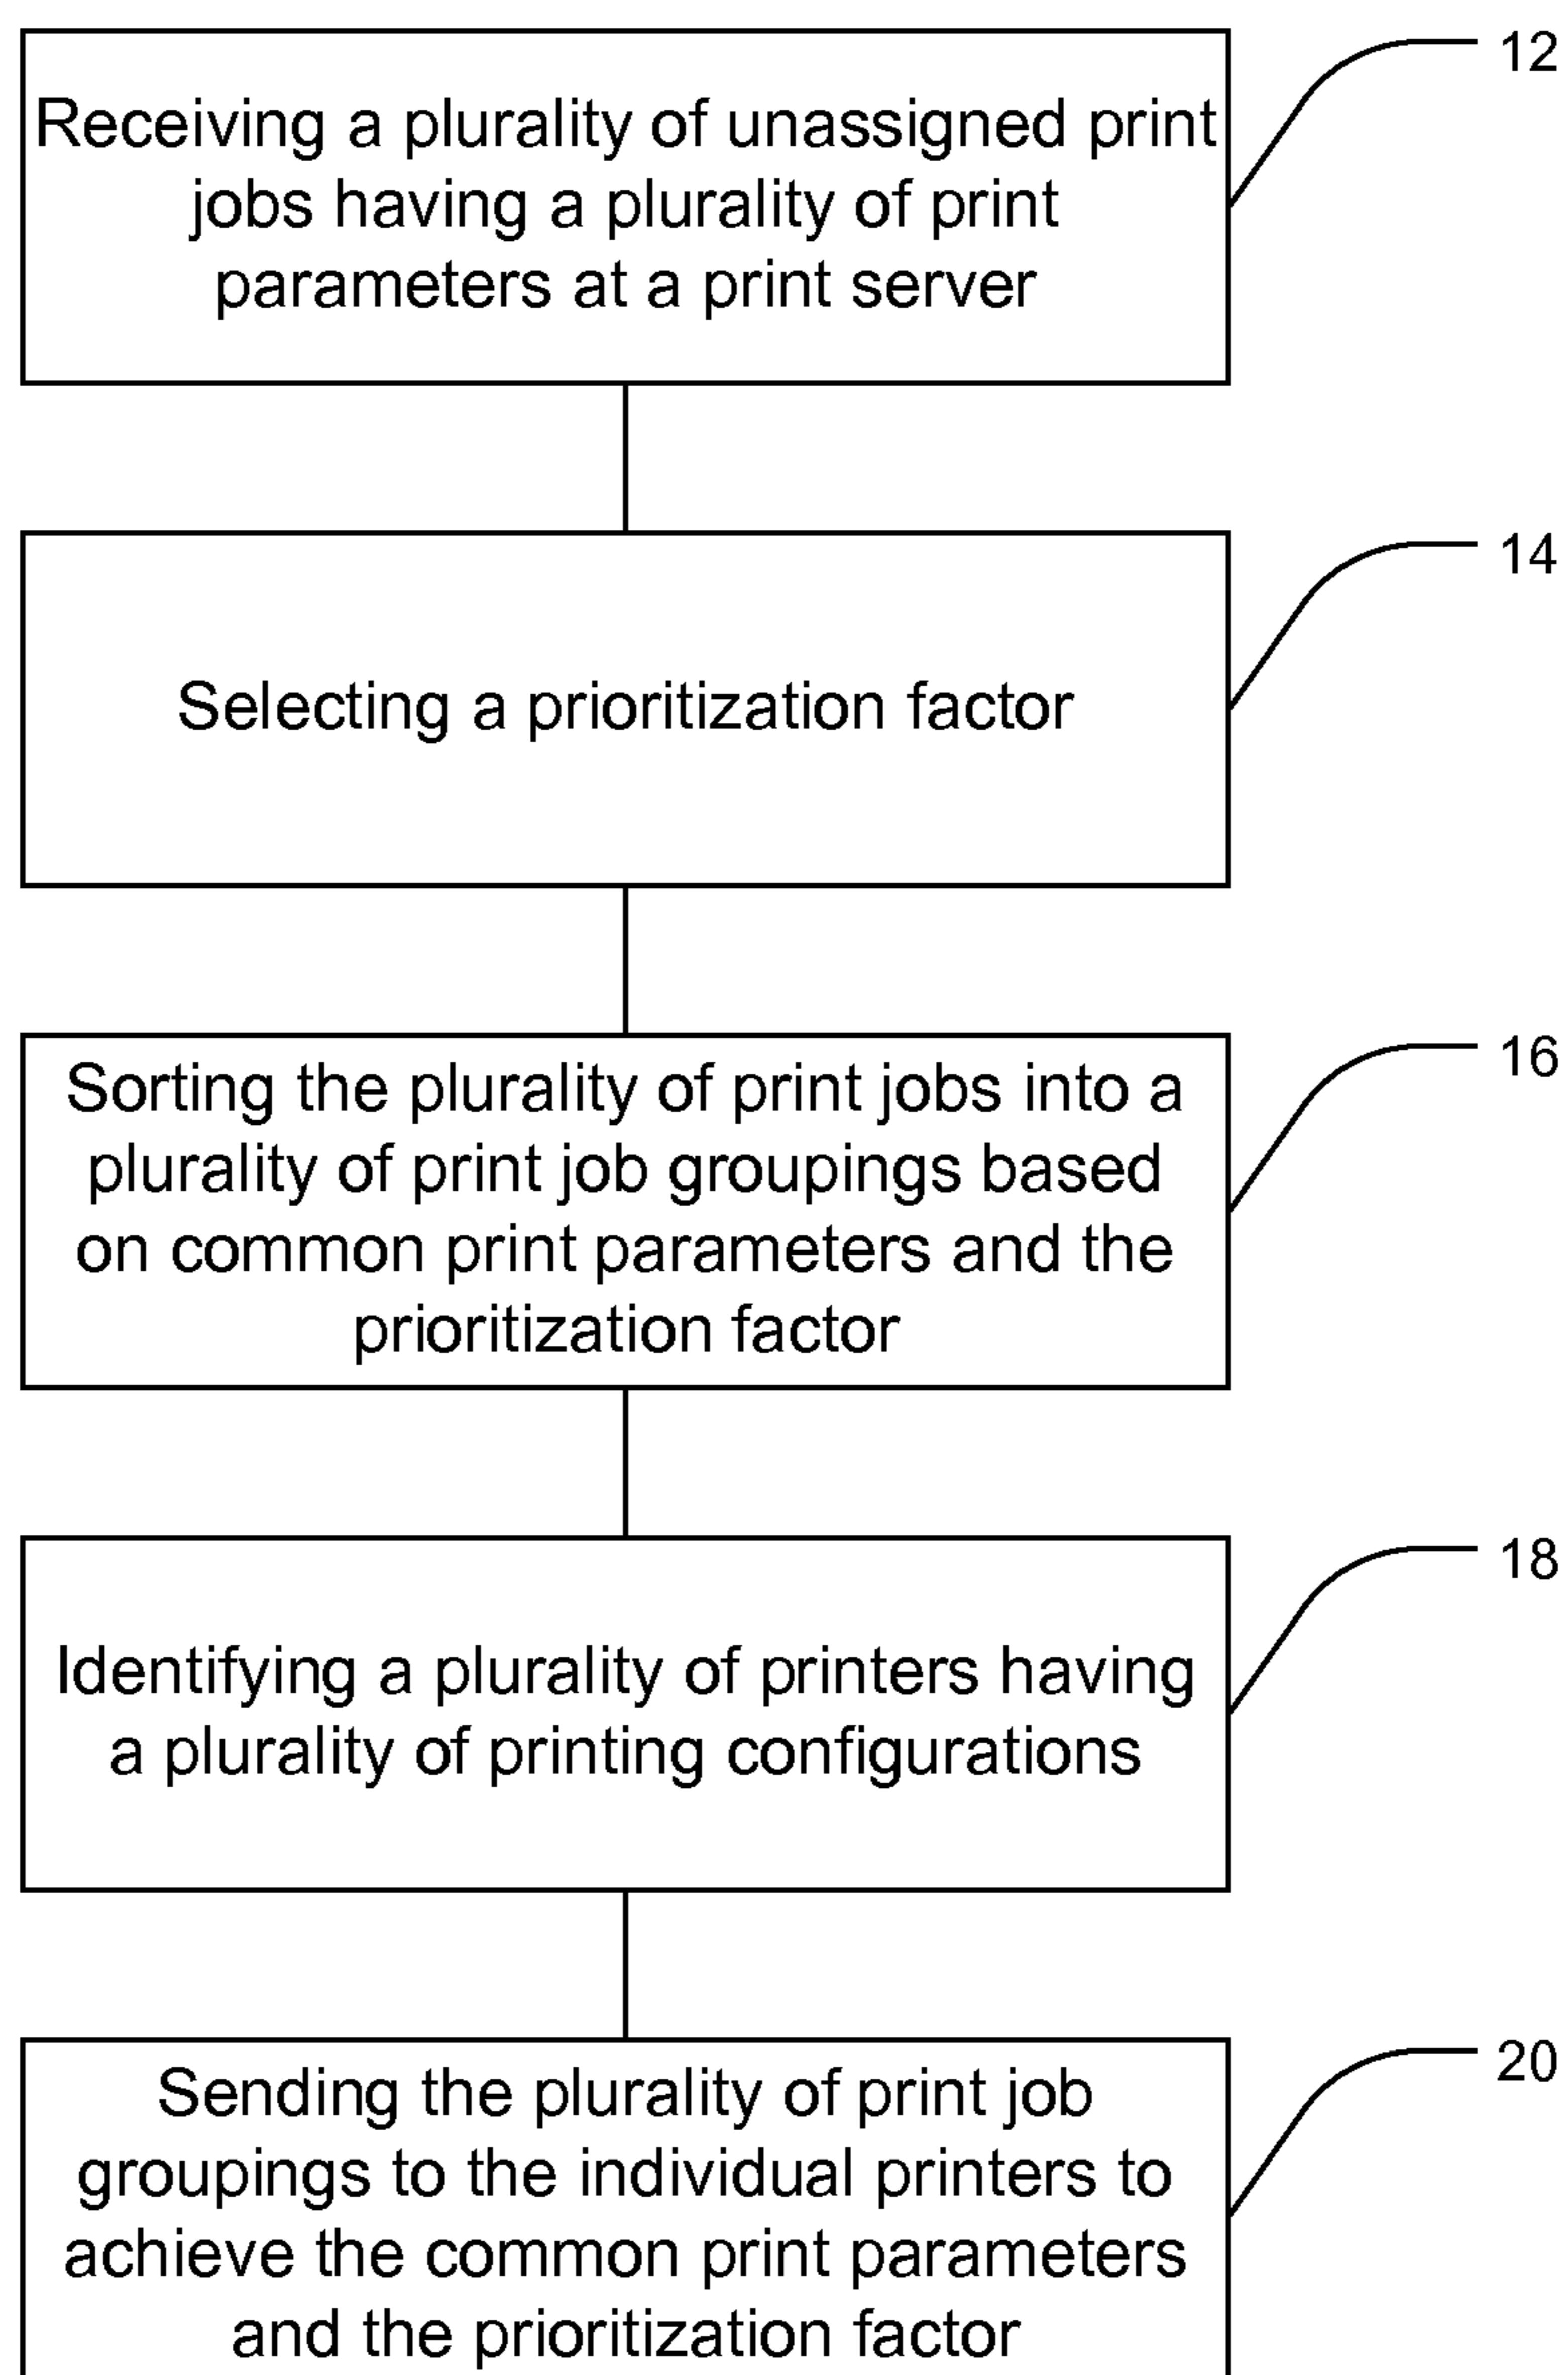 12
Receiving a plurality of unassigned print
jobs having a plurality of print
parameters at a print server
14
Selecting a prioritization factor
16
Sorting the plurality of print jobs into a
plurality of print job groupings based
on common print parameters and the
prioritization factor
18
Identifying a plurality of printers having
a plurality of printing configurations
20
Sending the plurality of print job
groupings to the individual printers to
achieve the common print parameters
and the prioritization factor